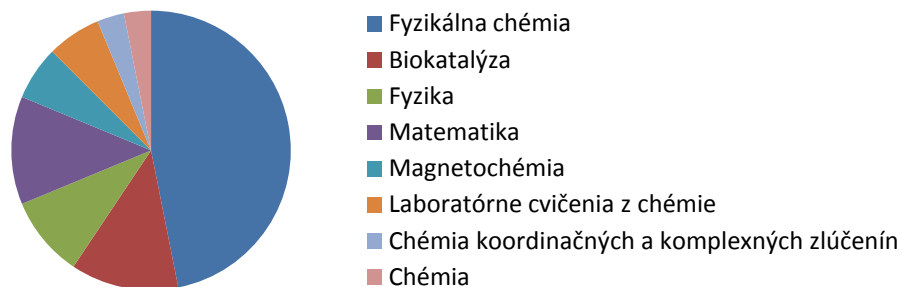 Fyzikálna chémia
Biokatalýza
Fyzika
Matematika
Magnetochémia
Laboratórne cvičenia z chémie
Chémia koordinačných a komplexných zlúčenín
Chémia